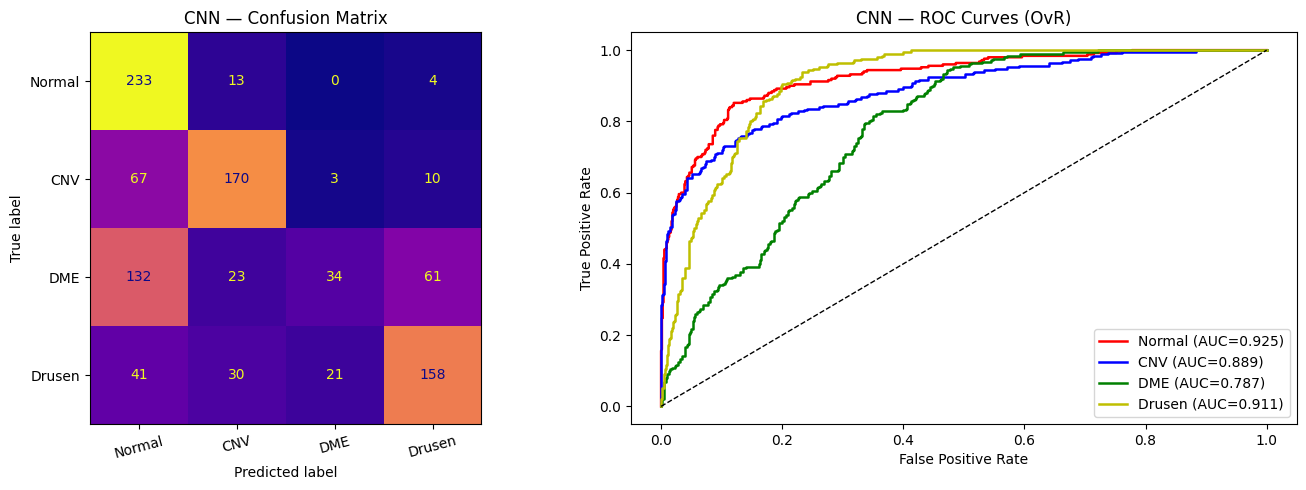 CNN — Confusion Matrix
True label
Normal 233 13 0 4
CNV 67 170 3 10
DME 132 23 34 61
Drusen 41 30 21 158
Normal CNV DME Drusen
Predicted label
CNN — ROC Curves (OvR)
True Positive Rate
1.0
0.8
0.6
0.4
0.2
0.0
Normal (AUC=0.925)
CNV (AUC=0.889)
DME (AUC=0.787)
Drusen (AUC=0.911)
0.0 0.2 0.4 0.6 0.8 1.0
False Positive Rate